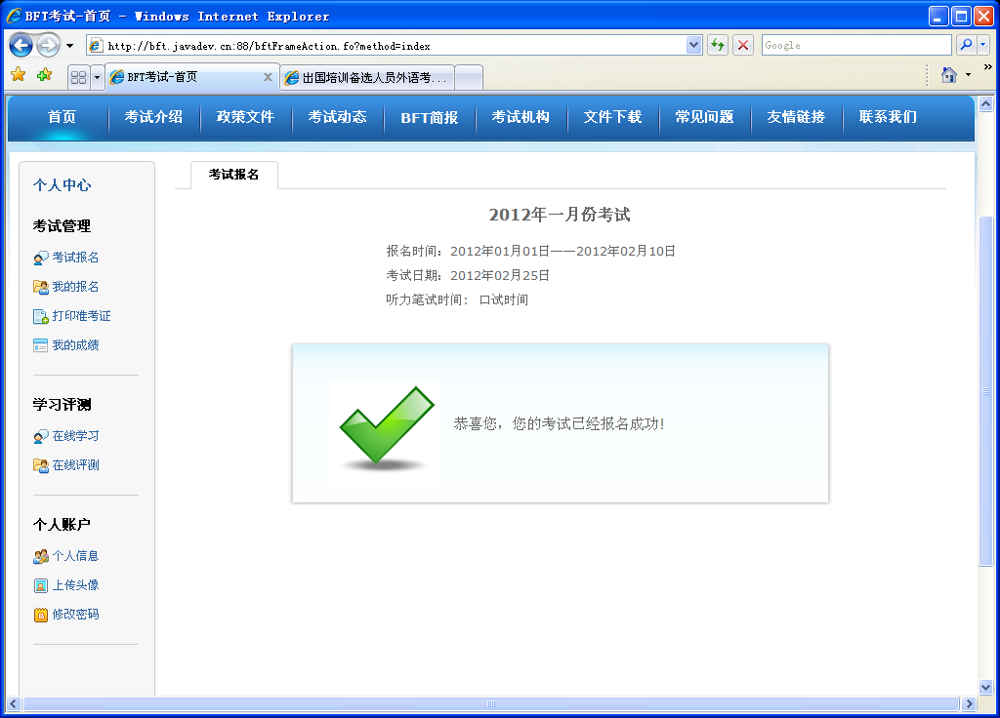 BFT考试-首页 - Windows Internet Explorer
http://bft.javadev.cn:88/bftFrameAction.fo?method=index
Google
BFT考试-首页
出国培训备选人员外语考...
首页 考试介绍 政策文件 考试动态 BFT简报 考试机构 文件下载 常见问题 友情链接 联系我们
个人中心
考试管理
考试报名
我的报名
打印准考证
我的成绩
学习评测
在线学习
在线评测
个人账户
个人信息
上传头像
修改密码
考试报名
2012年一月份考试
报名时间：2012年01月01日——2012年02月10日
考试日期：2012年02月25日
听力笔试时间： 口试时间
恭喜您，您的考试已经报名成功!